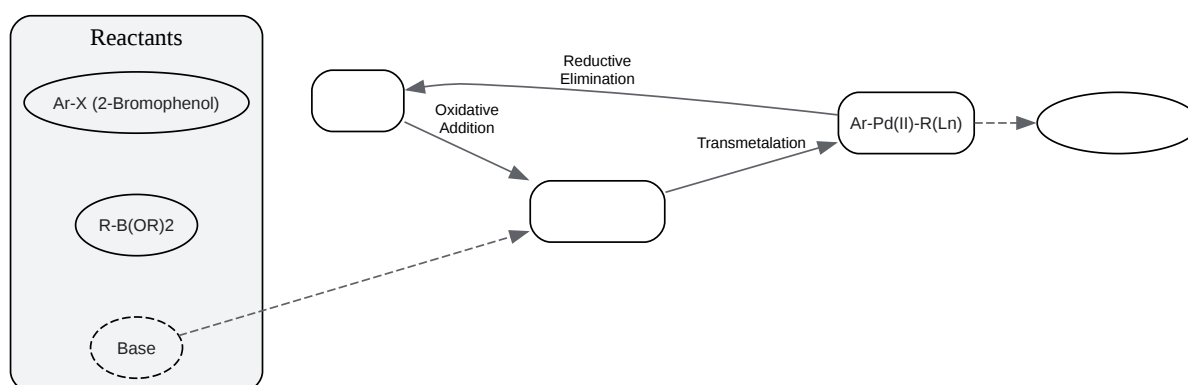 Reactants
Ar-X (2-Bromophenol)
R-B(OR)2
Base
Reductive
Elimination
Oxidative
Addition
Transmetalation
Ar-Pd(II)-R(Ln)